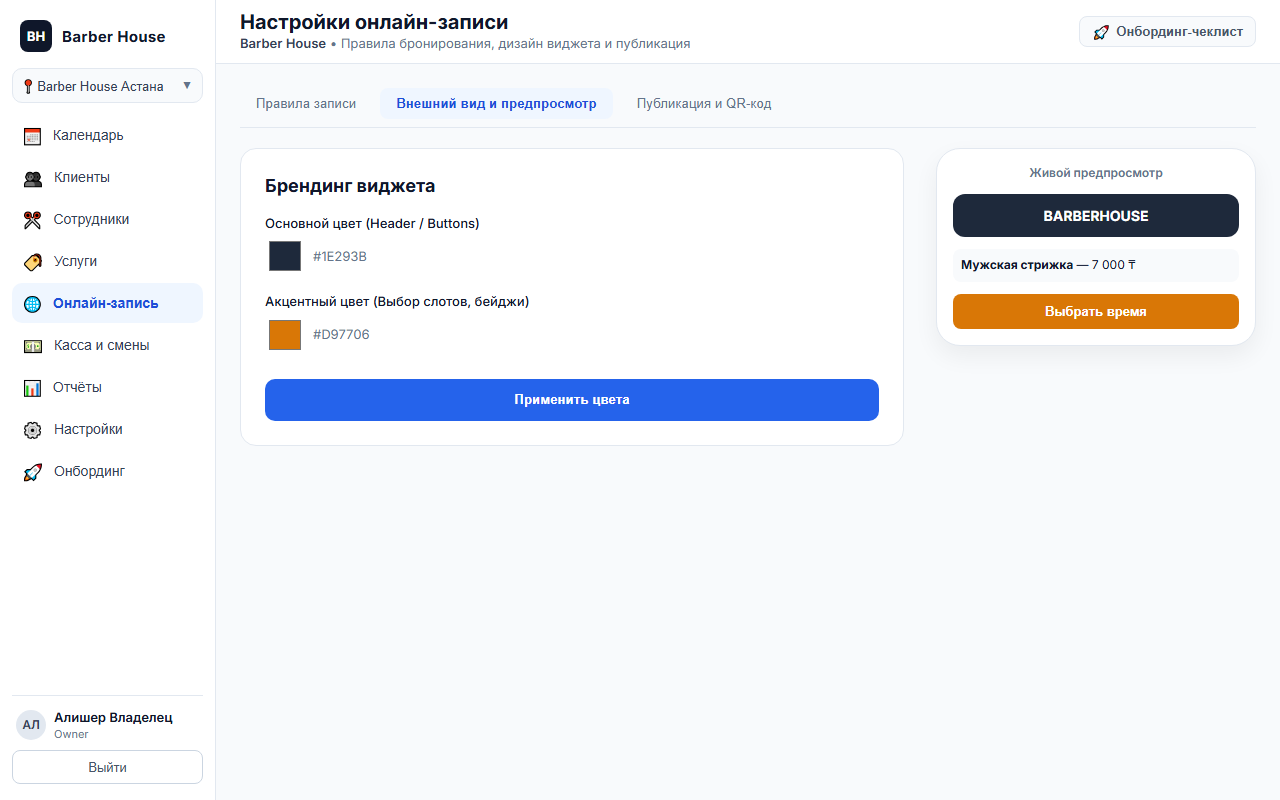 BH Barber House
Barber House Астана ▼
Календарь
Клиенты
Сотрудники
Услуги
Онлайн-запись
Касса и смены
Отчёты
Настройки
Онбординг
АЛ
Алишер Владелец
Owner
Выйти
Настройки онлайн-записи
Barber House • Правила бронирования, дизайн виджета и публикация
Онбординг-чеклист
Правила записи
Внешний вид и предпросмотр
Публикация и QR-код
Брендинг виджета
Основной цвет (Header / Buttons)
#1E293B
Акцентный цвет (Выбор слотов, бейджи)
#D97706
Применить цвета
Живой предпросмотр
BARBERHOUSE
Мужская стрижка — 7 000 ₸
Выбрать время